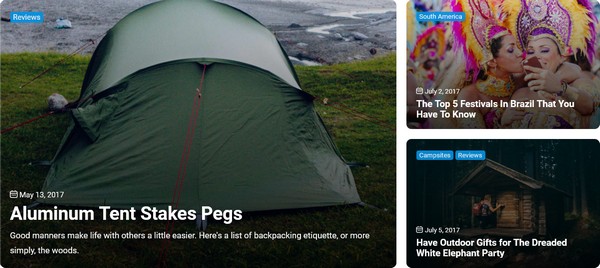 Reviews
May 13, 2017
Aluminum Tent Stakes Pegs
Good manners make life with others a little easier. Here's a list of backpacking etiquette, or more
simply, the woods.
South America
July 2, 2017
The Top 5 Festivals In Brazil That You
Have To Know
Campsites Reviews
July 5, 2017
Have Outdoor Gifts for The Dreaded
White Elephant Party